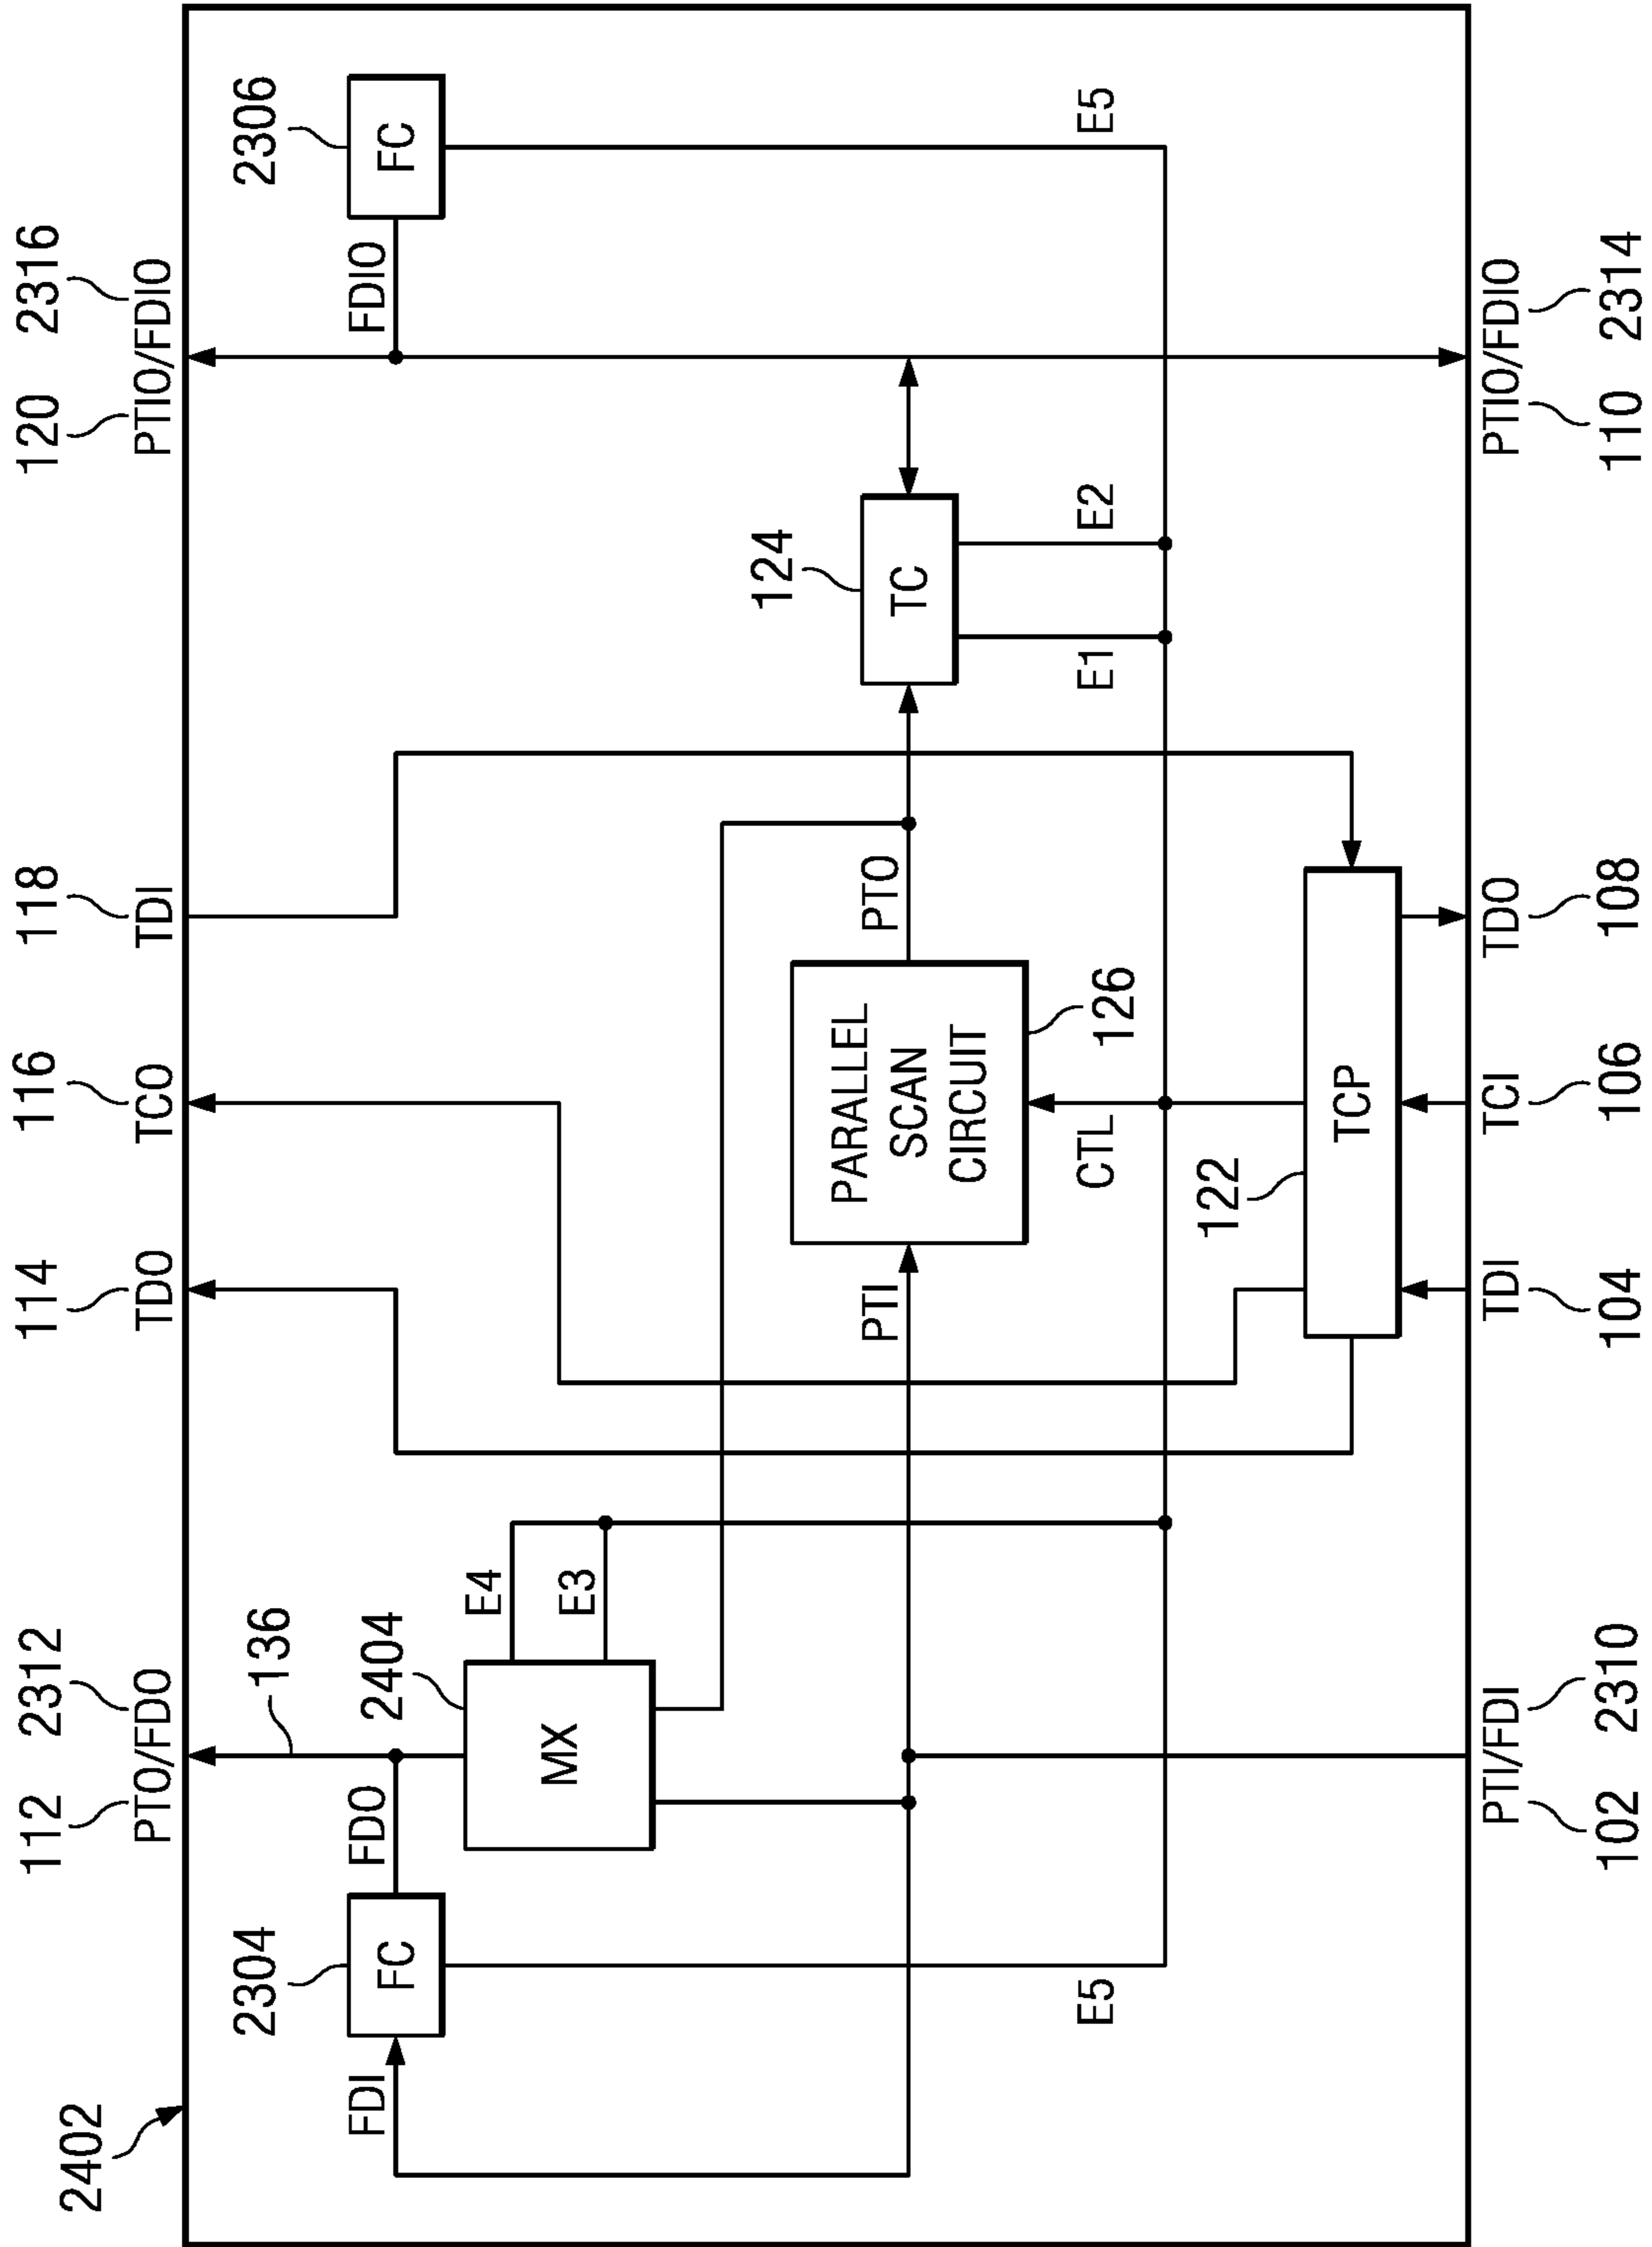 2402
112 2312
PTO/FDO
136
114
TDO
116
TCO
118
TDI
120 2316
PTIO/FDIO
2304
FC
FDI
FDO
2404
MX
E4
E3
2306
FC
FDIO
124
TC
PTI
PARALLEL
SCAN
CIRCUIT
PTO
126
E5
CTL
E1
E2
E5
122
TCP
PTI/FDI
102 2310
TDI
104
TCI
106
TDO
108
PTIO/FDIO
110 2314